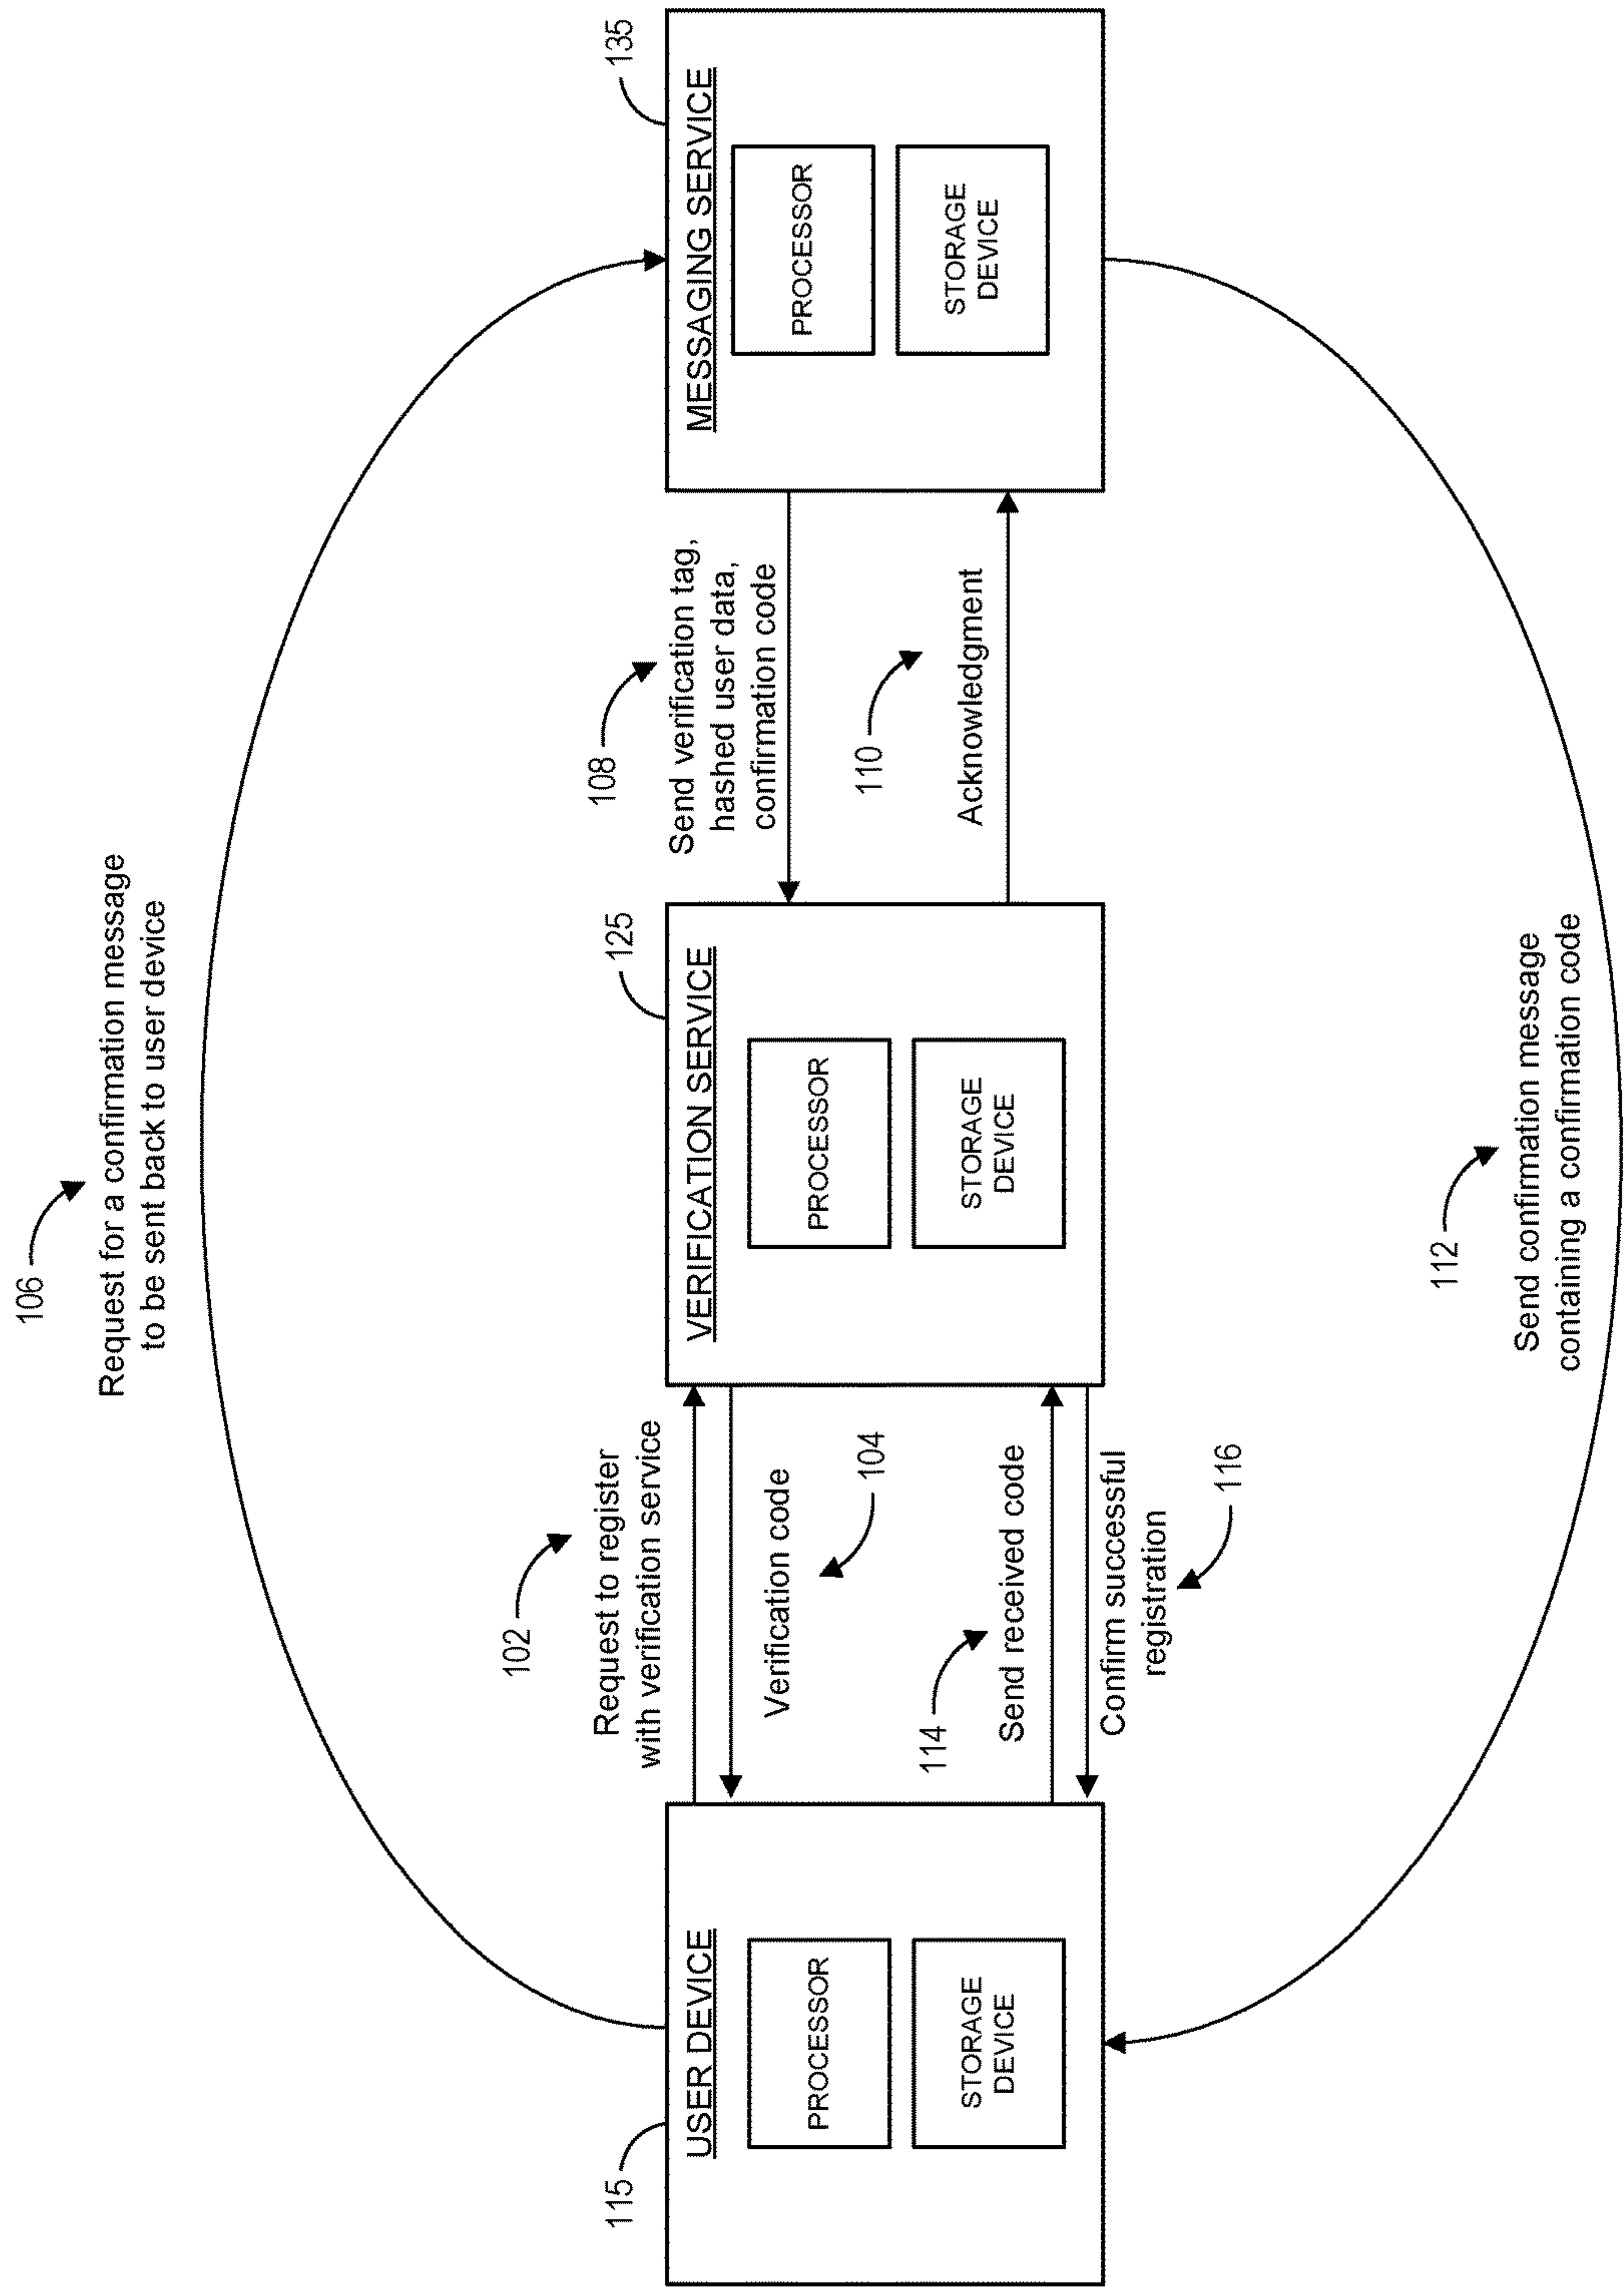 106
Request for a confirmation message
to be sent back to user device
115
USER DEVICE
PROCESSOR
STORAGE
DEVICE
102
Request to register
with verification service
Verification code
104
114
Send received code
Confirm successful
registration
116
125
VERIFICATION SERVICE
PROCESSOR
STORAGE
DEVICE
108
Send verification tag,
hashed user data,
confirmation code
110
Acknowledgment
135
MESSAGING SERVICE
PROCESSOR
STORAGE
DEVICE
112
Send confirmation message
containing a confirmation code